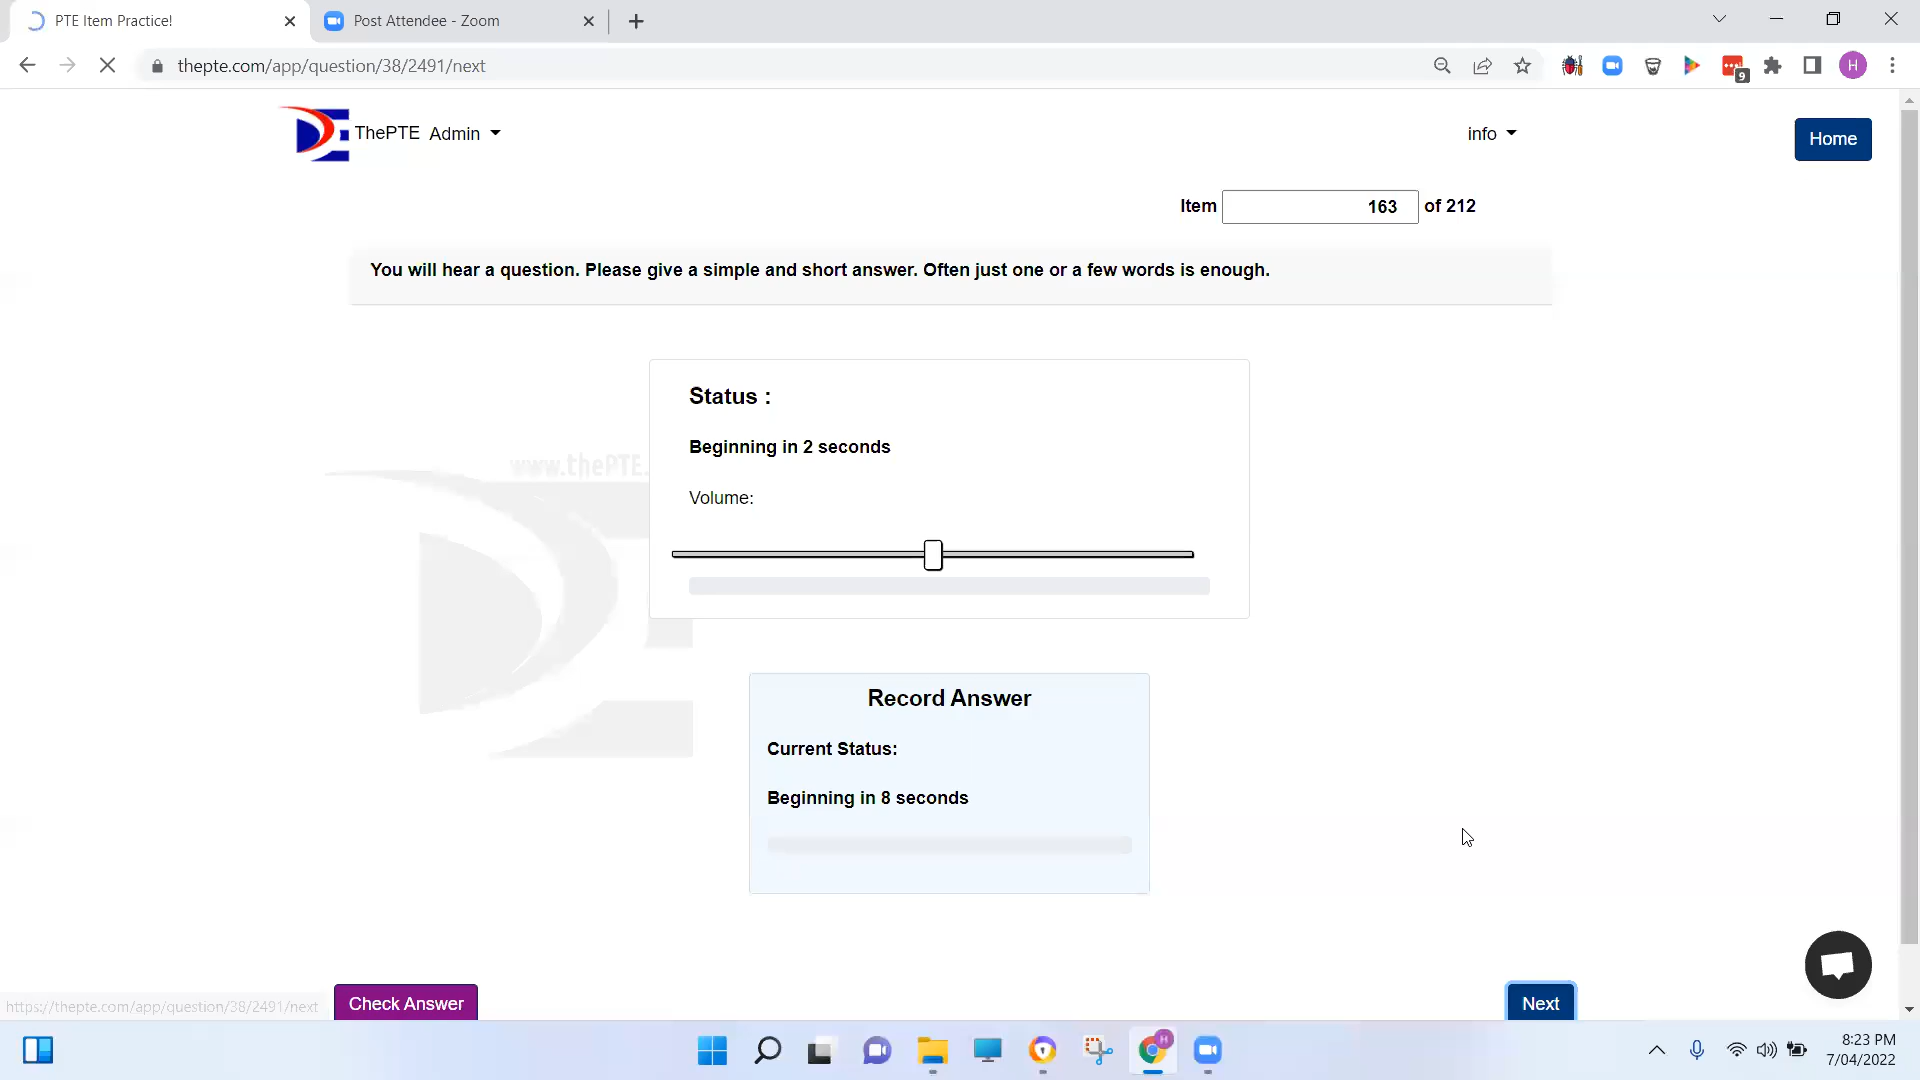 PTE Item Practice!
Post Attendee - Zoom
thepte.com/app/question/38/2491/next
9
H
ThePTE Admin
info
Home
Item 163 of 212
You will hear a question. Please give a simple and short answer. Often just one or a few words is enough.
www.thePTE.
Status :
Beginning in 2 seconds
Volume:
Record Answer
Current Status:
Beginning in 8 seconds
https://thepte.com/app/question/38/2491/next
Check Answer
Next
H
8:23 PM
7/04/2022